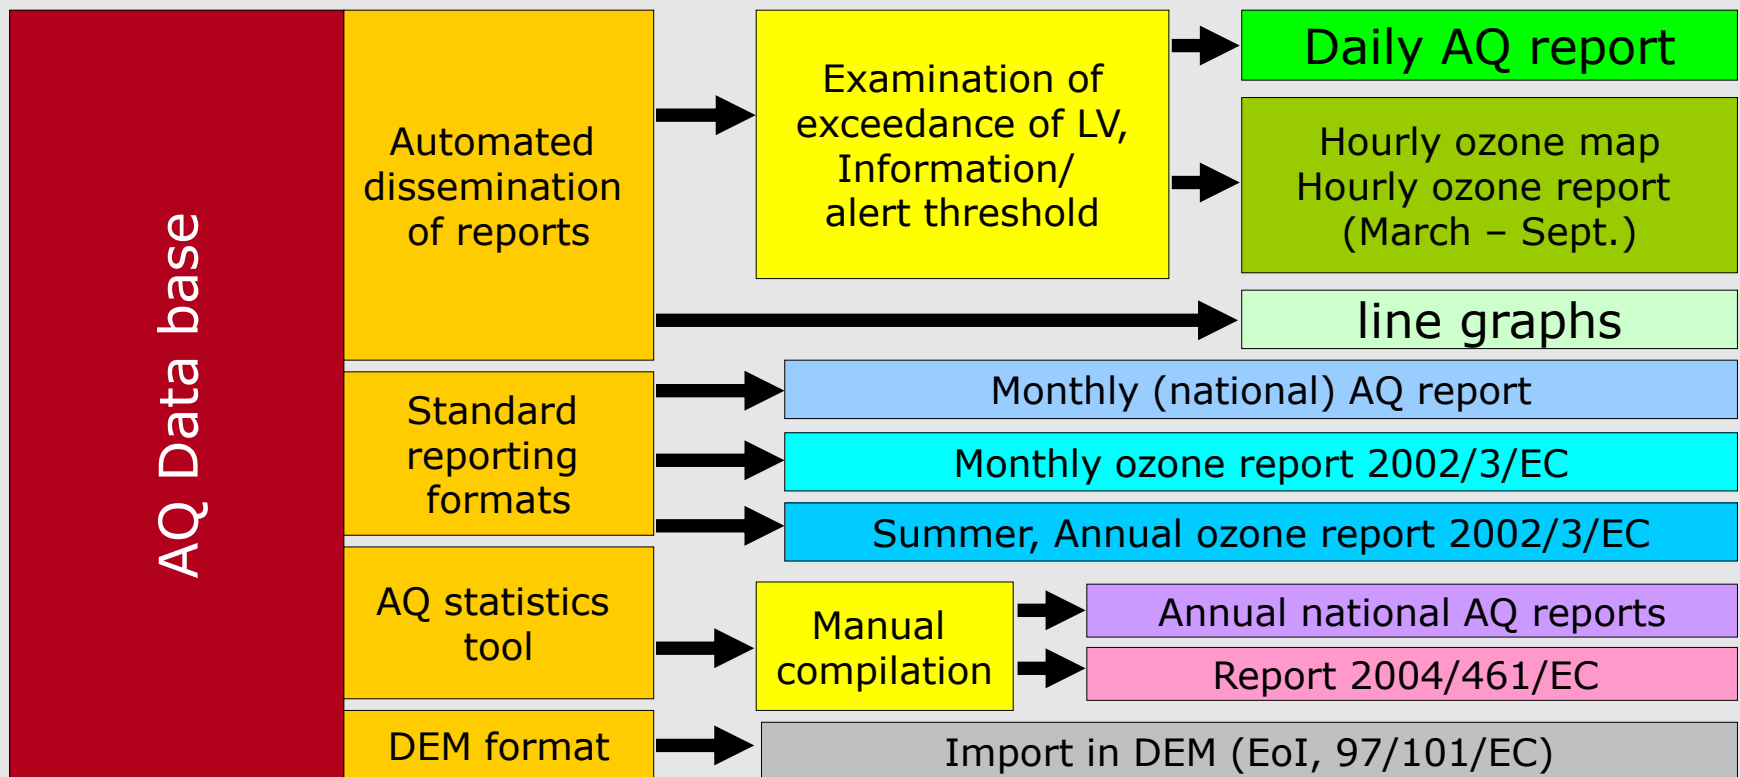 AQ Data base
Automated
dissemination
of reports
Examination of
exceedance of LV,
Information/
alert threshold
Daily AQ report
Hourly ozone map
Hourly ozone report
(March – Sept.)
line graphs
Standard
reporting
formats
Monthly (national) AQ report
Monthly ozone report 2002/3/EC
Summer, Annual ozone report 2002/3/EC
AQ statistics
tool
Manual
compilation
Annual national AQ reports
Report 2004/461/EC
DEM format
Import in DEM (EoI, 97/101/EC)